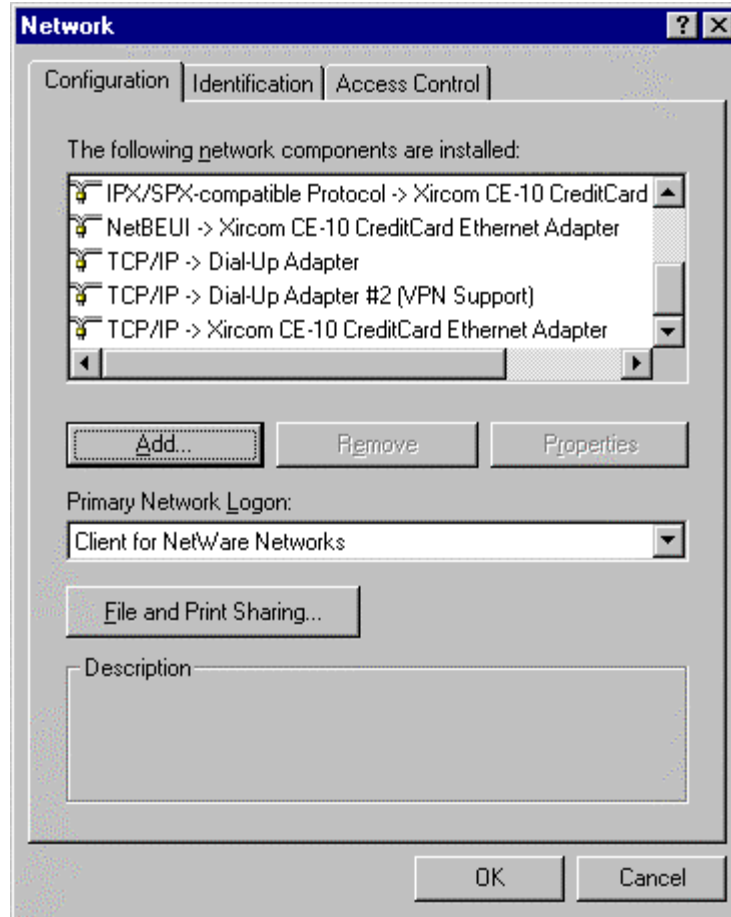 Network
Configuration Identification Access Control
The following network components are installed:
IPX/SPX-compatible Protocol -> Xircom CE-10 CreditCard
NetBEUI -> Xircom CE-10 CreditCard Ethernet Adapter
TCP/IP -> Dial-Up Adapter
TCP/IP -> Dial-Up Adapter #2 (VPN Support)
TCP/IP -> Xircom CE-10 CreditCard Ethernet Adapter
Add... Remove Properties
Primary Network Logon:
Client for NetWare Networks
File and Print Sharing...
Description
OK Cancel